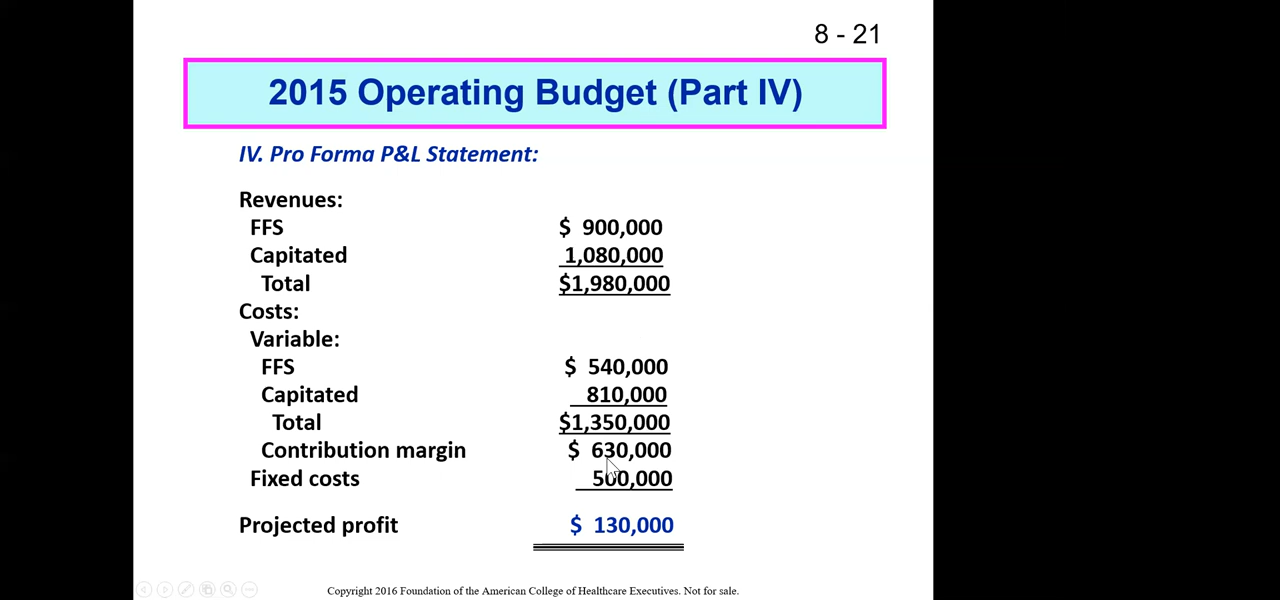 8 - 21
2015 Operating Budget (Part IV)
IV. Pro Forma P&L Statement:
Revenues:
FFS $ 900,000
Capitated 1,080,000
Total $1,980,000
Costs:
Variable:
FFS $ 540,000
Capitated 810,000
Total $1,350,000
Contribution margin $ 630,000
Fixed costs 500,000
Projected profit $ 130,000
Copyright 2016 Foundation of the American College of Healthcare Executives. Not for sale.